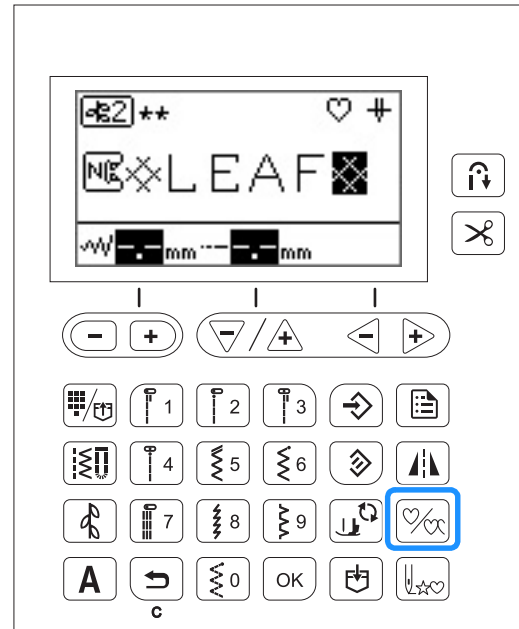 2 **
N LEAF
--.-- mm --.-- mm
- + - / + - +
1 2 3
4 5 6
7 8 9
A 0 OK
C